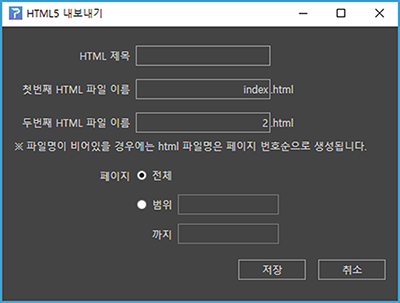 HTML5 내보내기
HTML 제목
첫번째 HTML 파일 이름 index .html
두번째 HTML 파일 이름 2 .html
※ 파일명이 비어있을 경우에는 html 파일명은 페이지 번호순으로 생성됩니다.
페이지 전체
범위
까지
저장 취소